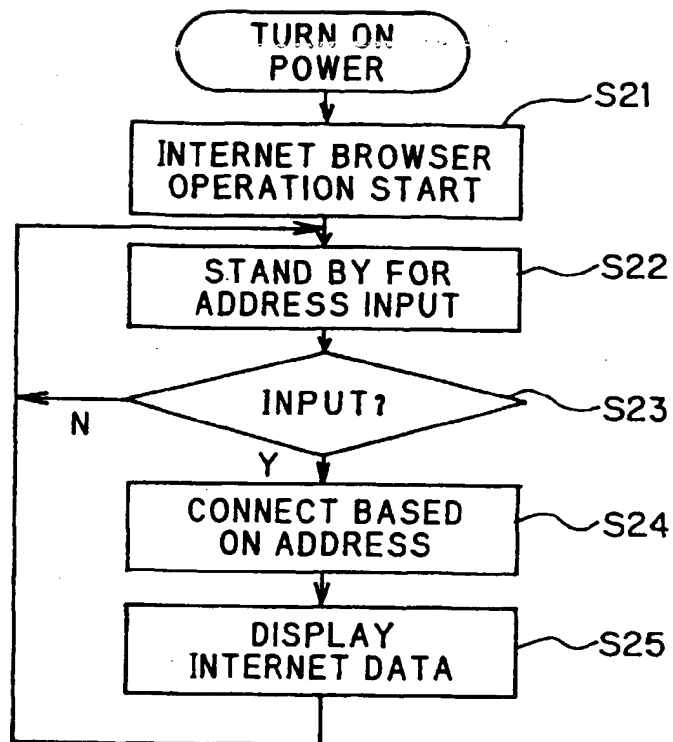 TURN ON
POWER
S21
INTERNET BROWSER
OPERATION START
S22
STAND BY FOR
ADDRESS INPUT
INPUT?
S23
N
Y
CONNECT BASED
ON ADDRESS
S24
DISPLAY
INTERNET DATA
S25